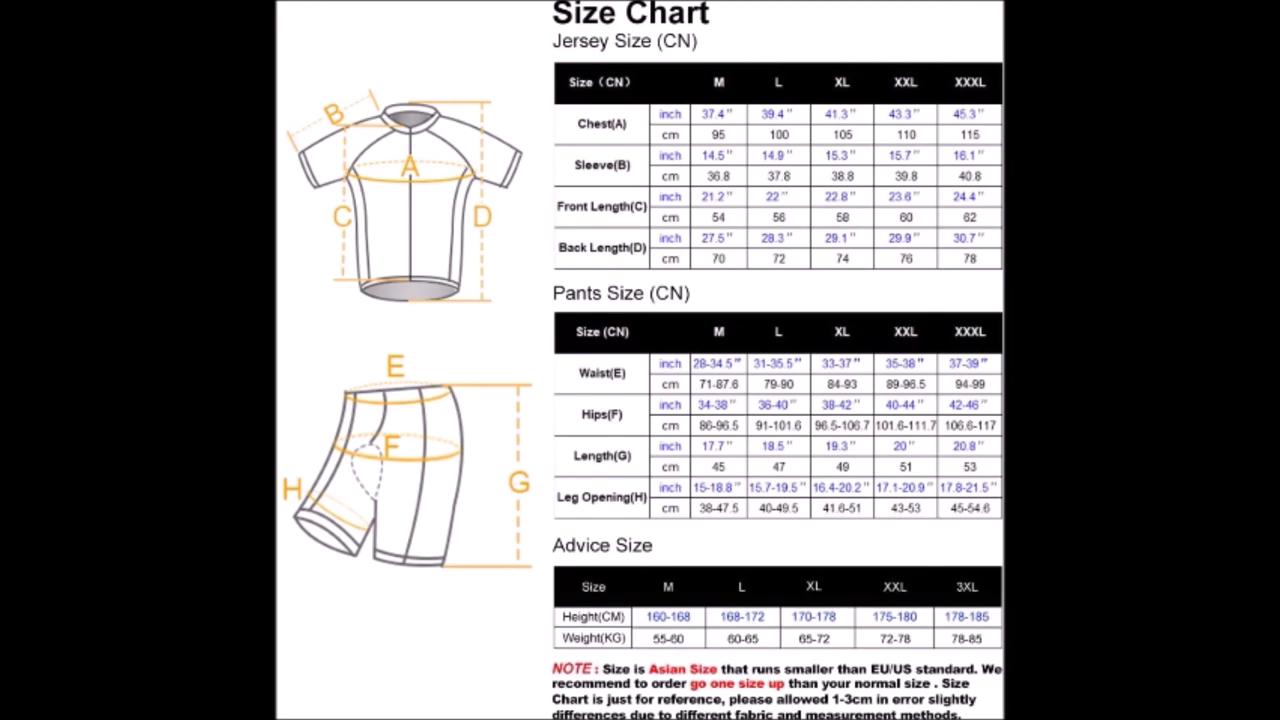 Size Chart
Jersey Size (CN)
Size（CN） M L XL XXL XXXL
Chest(A) inch 37.4" 39.4" 41.3" 43.3" 45.3"
cm 95 100 105 110 115
Sleeve(B) inch 14.5" 14.9" 15.3" 15.7" 16.1"
cm 36.8 37.8 38.8 39.8 40.8
Front Length(C) inch 21.2" 22" 22.8" 23.6" 24.4"
cm 54 56 58 60 62
Back Length(D) inch 27.5" 28.3" 29.1" 29.9" 30.7"
cm 70 72 74 76 78
B
A
C D
Pants Size (CN)
Size (CN) M L XL XXL XXXL
Waist(E) inch 28-34.5" 31-35.5" 33-37" 35-38" 37-39"
cm 71-87.6 79-90 84-93 89-96.5 94-99
Hips(F) inch 34-38" 36-40" 38-42" 40-44" 42-46"
cm 86-96.5 91-101.6 96.5-106.7 101.6-111.7 106.6-117
Length(G) inch 17.7" 18.5" 19.3" 20" 20.8"
cm 45 47 49 51 53
Leg Opening(H) inch 15-18.8" 15.7-19.5" 16.4-20.2" 17.1-20.9" 17.8-21.5"
cm 38-47.5 40-49.5 41.6-51 43-53 45-54.6
E
F
H G
Advice Size
Size M L XL XXL 3XL
Height(CM) 160-168 168-172 170-178 175-180 178-185
Weight(KG) 55-60 60-65 65-72 72-78 78-85
NOTE : Size is Asian Size that runs smaller than EU/US standard. We
recommend to order go one size up than your normal size . Size
Chart is just for reference, please allowed 1-3cm in error slightly
differences due to different fabric and measurement methods.